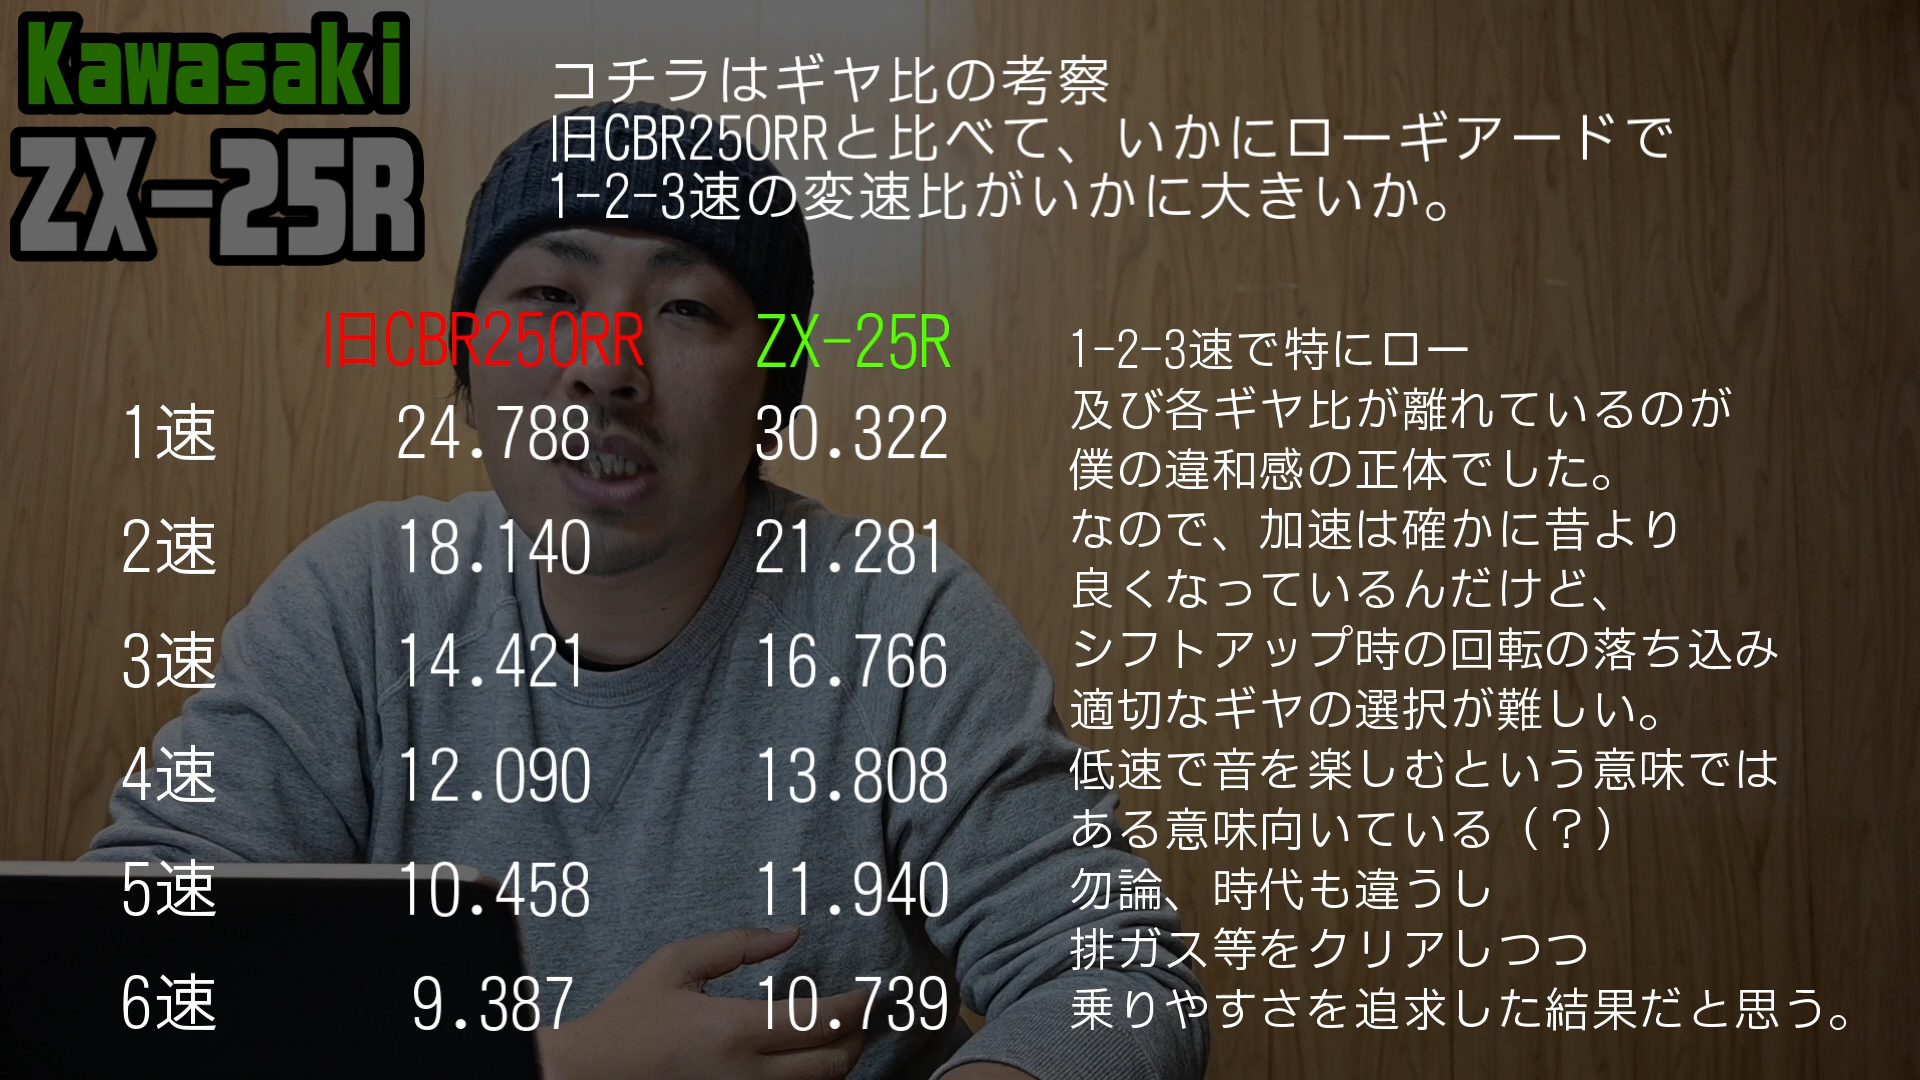 Kawasaki
ZX-25R
コチラはギヤ比の考察
旧CBR250RRと比べて、いかにローギアードで
1-2-3速の変速比がいかに大きいか。
旧CBR250RR ZX-25R
1速 24.788 30.322
2速 18.140 21.281
3速 14.421 16.766
4速 12.090 13.808
5速 10.458 11.940
6速 9.387 10.739
1-2-3速で特にロー
及び各ギヤ比が離れているのが
僕の違和感の正体でした。
なので、加速は確かに昔より
良くなっているんだけど、
シフトアップ時の回転の落ち込み
適切なギヤの選択が難しい。
低速で音を楽しむという意味では
ある意味向いている（？）
勿論、時代も違うし
排ガス等をクリアしつつ
乗りやすさを追求した結果だと思う。